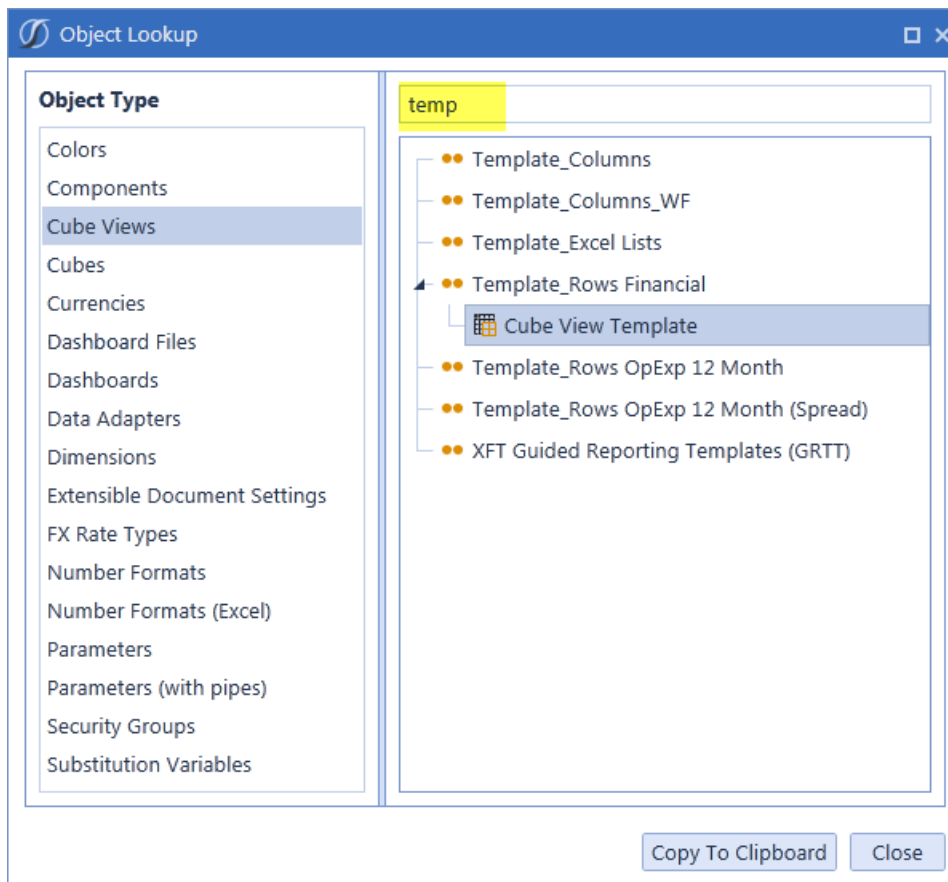 Object Lookup
Object Type
Colors
Components
Cube Views
Cubes
Currencies
Dashboard Files
Dashboards
Data Adapters
Dimensions
Extensible Document Settings
FX Rate Types
Number Formats
Number Formats (Excel)
Parameters
Parameters (with pipes)
Security Groups
Substitution Variables
temp
Template_Columns
Template_Columns_WF
Template_Excel Lists
Template_Rows Financial
Cube View Template
Template_Rows OpExp 12 Month
Template_Rows OpExp 12 Month (Spread)
XFT Guided Reporting Templates (GRTT)
Copy To Clipboard
Close